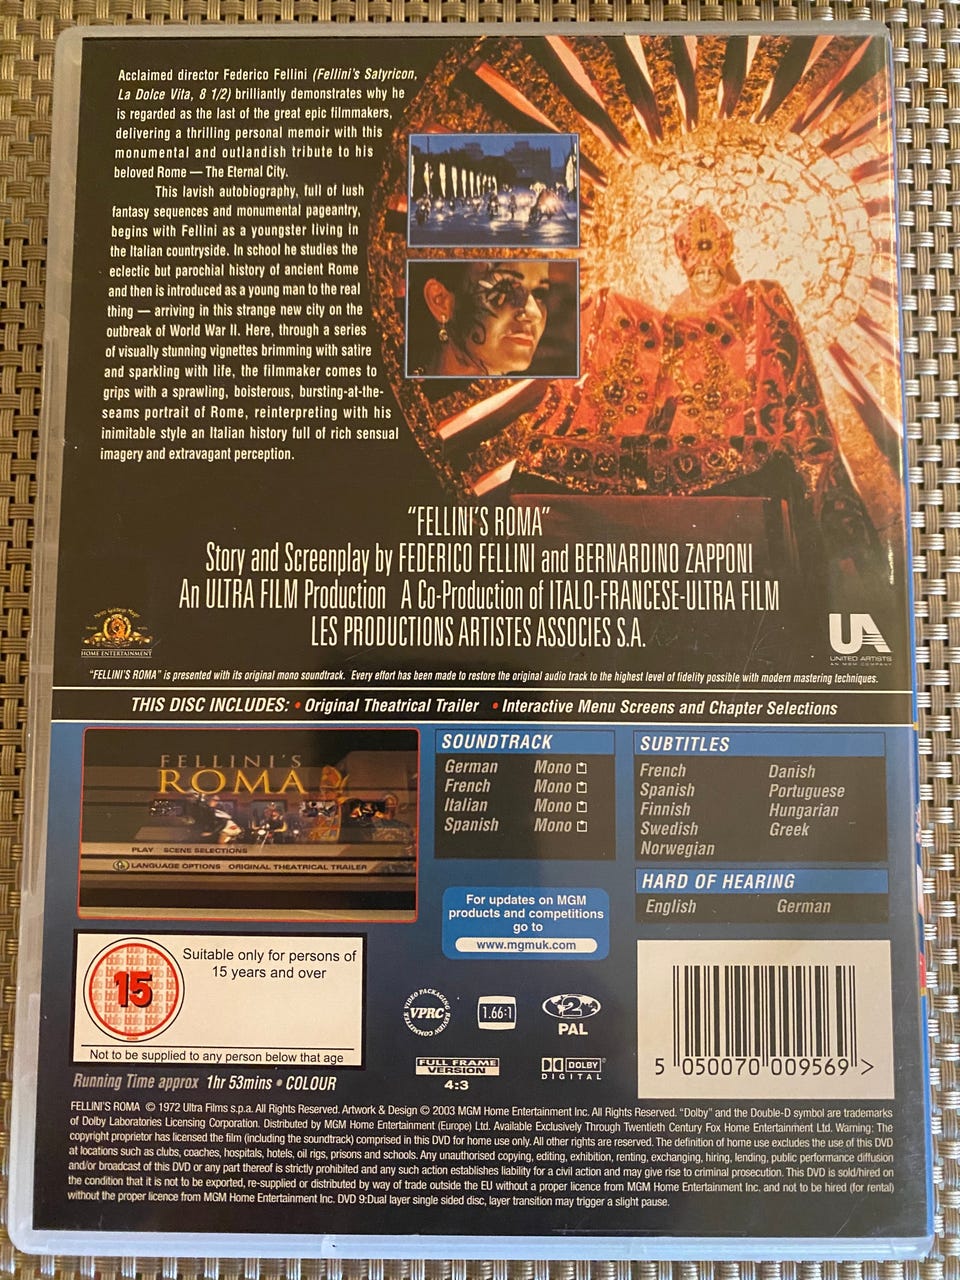 Acclaimed director Federico Fellini (Fellini's Satyricon,
La Dolce Vita, 8 1/2) brilliantly demonstrates why he
is regarded as the last of the great epic filmmakers,
delivering a thrilling personal memoir with this
monumental and outlandish tribute to his
beloved Rome — The Eternal City.
This lavish autobiography, full of lush
fantasy sequences and monumental pageantry,
begins with Fellini as a youngster living in
the Italian countryside. In school he studies the
eclectic but parochial history of ancient Rome
and then is introduced as a young man to the real
thing — arriving in this strange new city on the
outbreak of World War II. Here, through a series
of visually stunning vignettes brimming with satire
and sparkling with life, the filmmaker comes to
grips with a sprawling, boisterous, bursting-at-the-
seams portrait of Rome, reinterpreting with his
inimitable style an Italian history full of rich sensual
imagery and extravagant perception.
"FELLINI'S ROMA"
Story and Screenplay by FEDERICO FELLINI and BERNARDINO ZAPPONI
An ULTRA FILM Production A Co-Production of ITALO-FRANCESE-ULTRA FILM
LES PRODUCTIONS ARTISTES ASSOCIES S.A.
HOME ENTERTAINMENT
UA
UNITED ARTISTS
AN MGM COMPANY
"FELLINI'S ROMA" is presented with its original mono soundtrack. Every effort has been made to restore the original audio track to the highest level of fidelity possible with modern mastering techniques.
THIS DISC INCLUDES: • Original Theatrical Trailer • Interactive Menu Screens and Chapter Selections
FELLINI'S
ROMA
PLAY SCENE SELECTIONS
LANGUAGE OPTIONS ORIGINAL THEATRICAL TRAILER
SOUNDTRACK
German Mono
French Mono
Italian Mono
Spanish Mono
SUBTITLES
French Danish
Spanish Portuguese
Finnish Hungarian
Swedish Greek
Norwegian
HARD OF HEARING
English German
For updates on MGM
products and competitions
go to
www.mgmuk.com
15
Suitable only for persons of
15 years and over
Not to be supplied to any person below that age
VIDEO PACKAGING REVIEW COMMITTEE
VPRC
1.66:1
2
PAL
FULL FRAME
VERSION
4:3
DOLBY
DIGITAL
5 050070 009569 >
Running Time approx 1hr 53mins • COLOUR
FELLINI'S ROMA © 1972 Ultra Films s.p.a. All Rights Reserved. Artwork & Design © 2003 MGM Home Entertainment Inc. All Rights Reserved. "Dolby" and the Double-D symbol are trademarks
of Dolby Laboratories Licensing Corporation. Distributed by MGM Home Entertainment (Europe) Ltd. Available Exclusively Through Twentieth Century Fox Home Entertainment Ltd. Warning: The
copyright proprietor has licensed the film (including the soundtrack) comprised in this DVD for home use only. All other rights are reserved. The definition of home use excludes the use of this DVD
at locations such as clubs, coaches, hospitals, hotels, oil rigs, prisons and schools. Any unauthorised copying, editing, exhibition, renting, exchanging, hiring, lending, public performance diffusion
and/or broadcast of this DVD or any part thereof is strictly prohibited and any such action establishes liability for a civil action and may give rise to criminal prosecution. This DVD is sold/hired on
the condition that it is not to be exported, re-supplied or distributed by way of trade outside the EU without a proper licence from MGM Home Entertainment Inc. and not to be hired (for rental)
without the proper licence from MGM Home Entertainment Inc. DVD 9:Dual layer single sided disc, layer transition may trigger a slight pause.